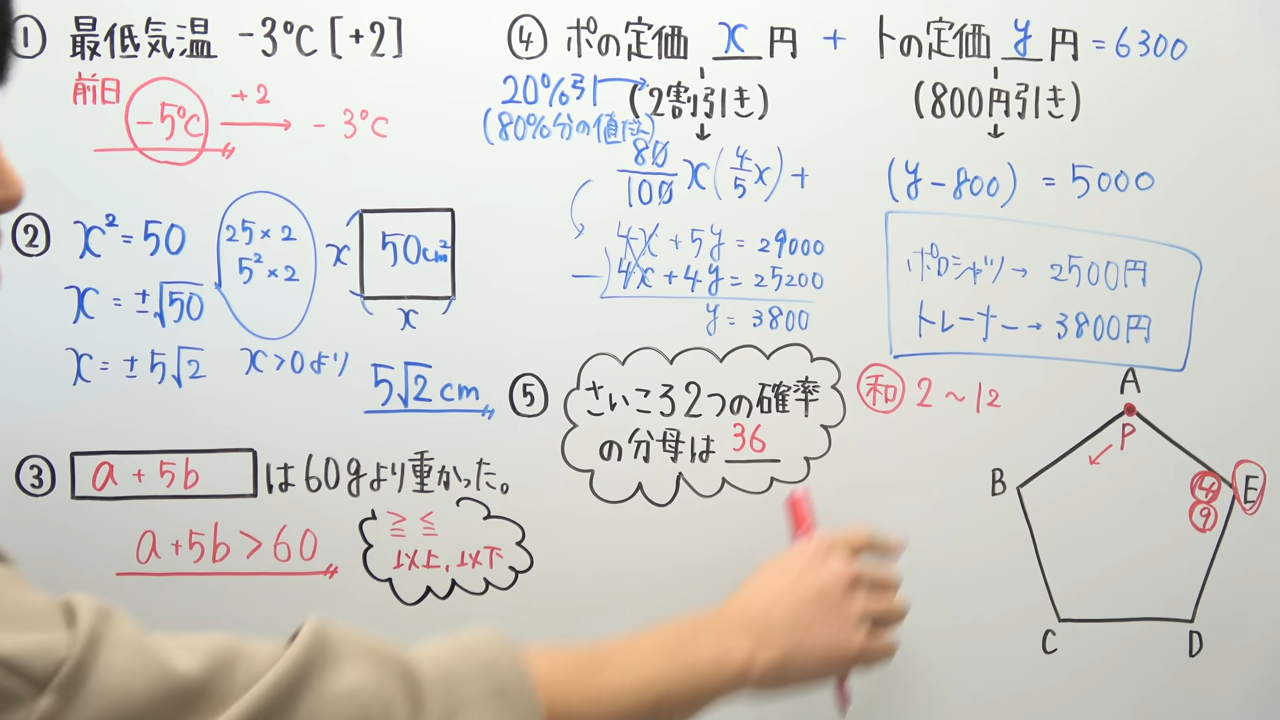 ① 最低気温 -3℃ [+2]
前日
-5℃ +2 → -3℃
② x²=50
25×2
5²×2
x
50cm²
x
x=±√50
x=±5√2 x>0より
5√2cm
③ a+5b は60gより重かった。
a+5b>60
≧ ≦
以上、以下
④ ポの定価 x 円 + トの定価 y 円 =6300
20%引→(2割引き) (800円引き)
(80%分の値だよ)
80/100 x (4/5 x) + (y-800) =5000
4x+5y=29000
-) 4x+4y=25200
y=3800
ポロシャツ→2500円
トレーナー→3800円
⑤ さいころ2つの確率
の分母は 36
和 2~12
A
P
B
④
⑨
E
C
D